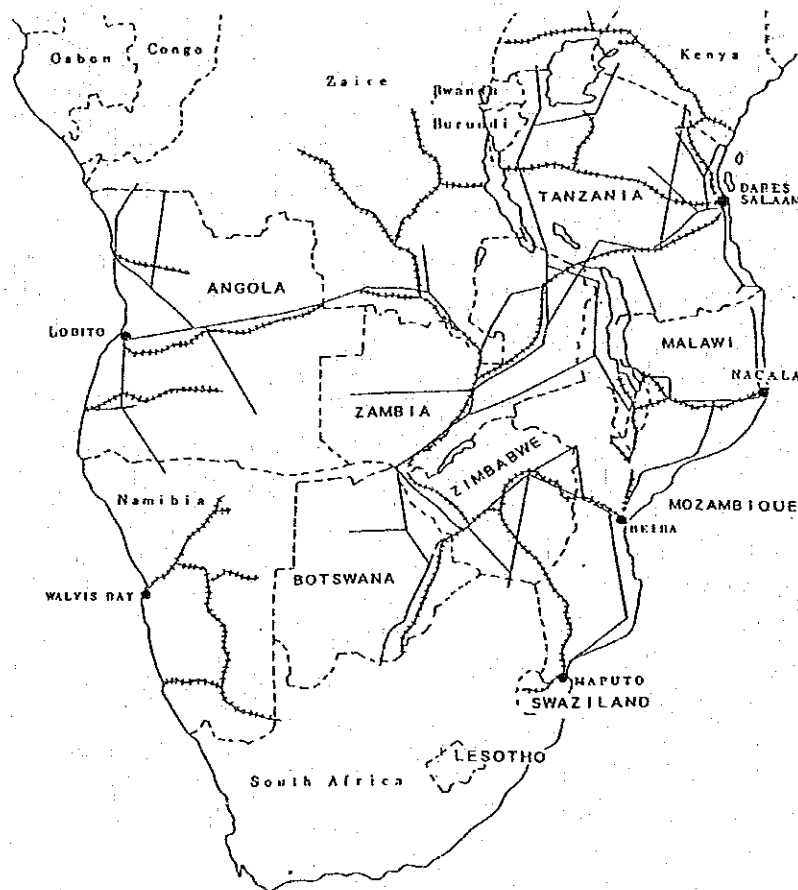 Gabon
Congo
Kenya
Zaire
Rwanda
Burundi
TANZANIA
DARES
SALAAM
ANGOLA
LOBITO
MALAWI
NACALA
ZAMBIA
ZIMBABWE
Namibia
MOZAMBIQUE
BEIRA
BOTSWANA
WALVIS BAY
MAPUTO
SWAZILAND
LESOTHO
South Africa